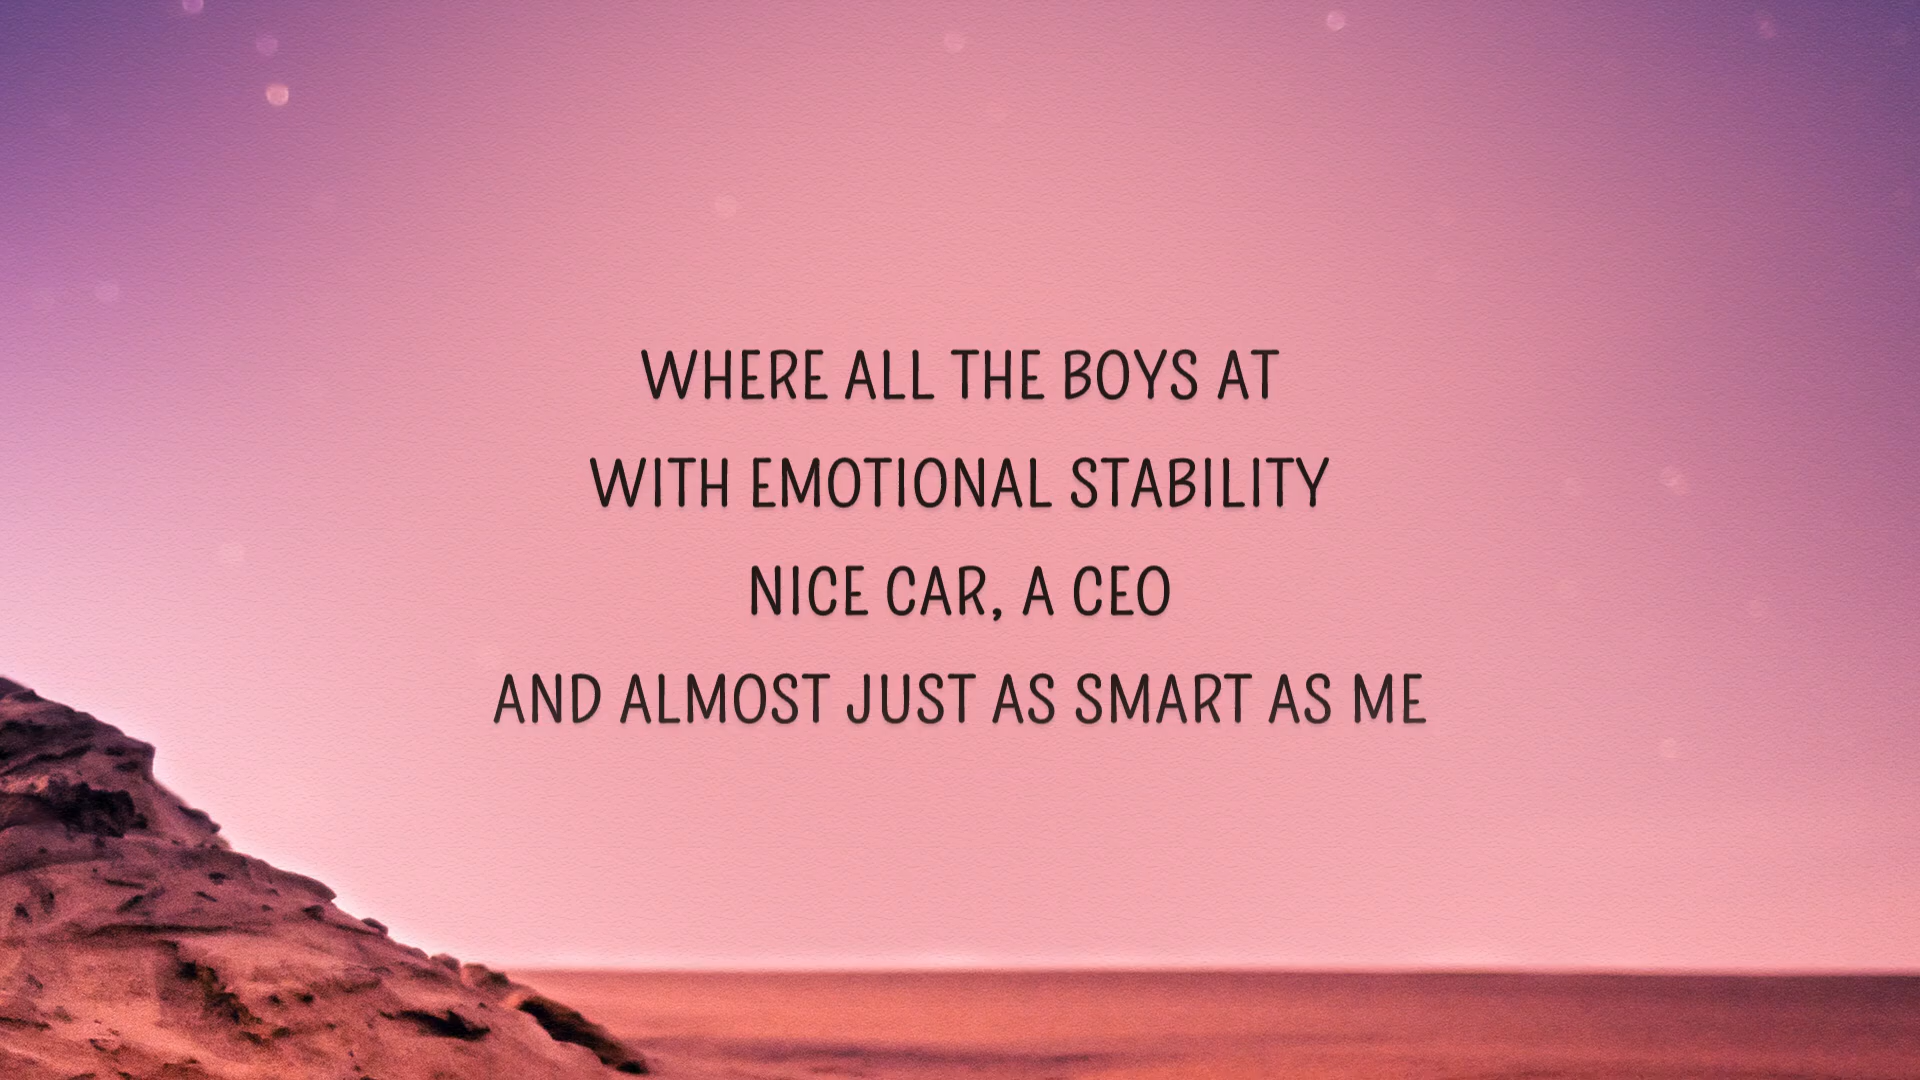 WHERE ALL THE BOYS AT
WITH EMOTIONAL STABILITY
NICE CAR, A CEO
AND ALMOST JUST AS SMART AS ME